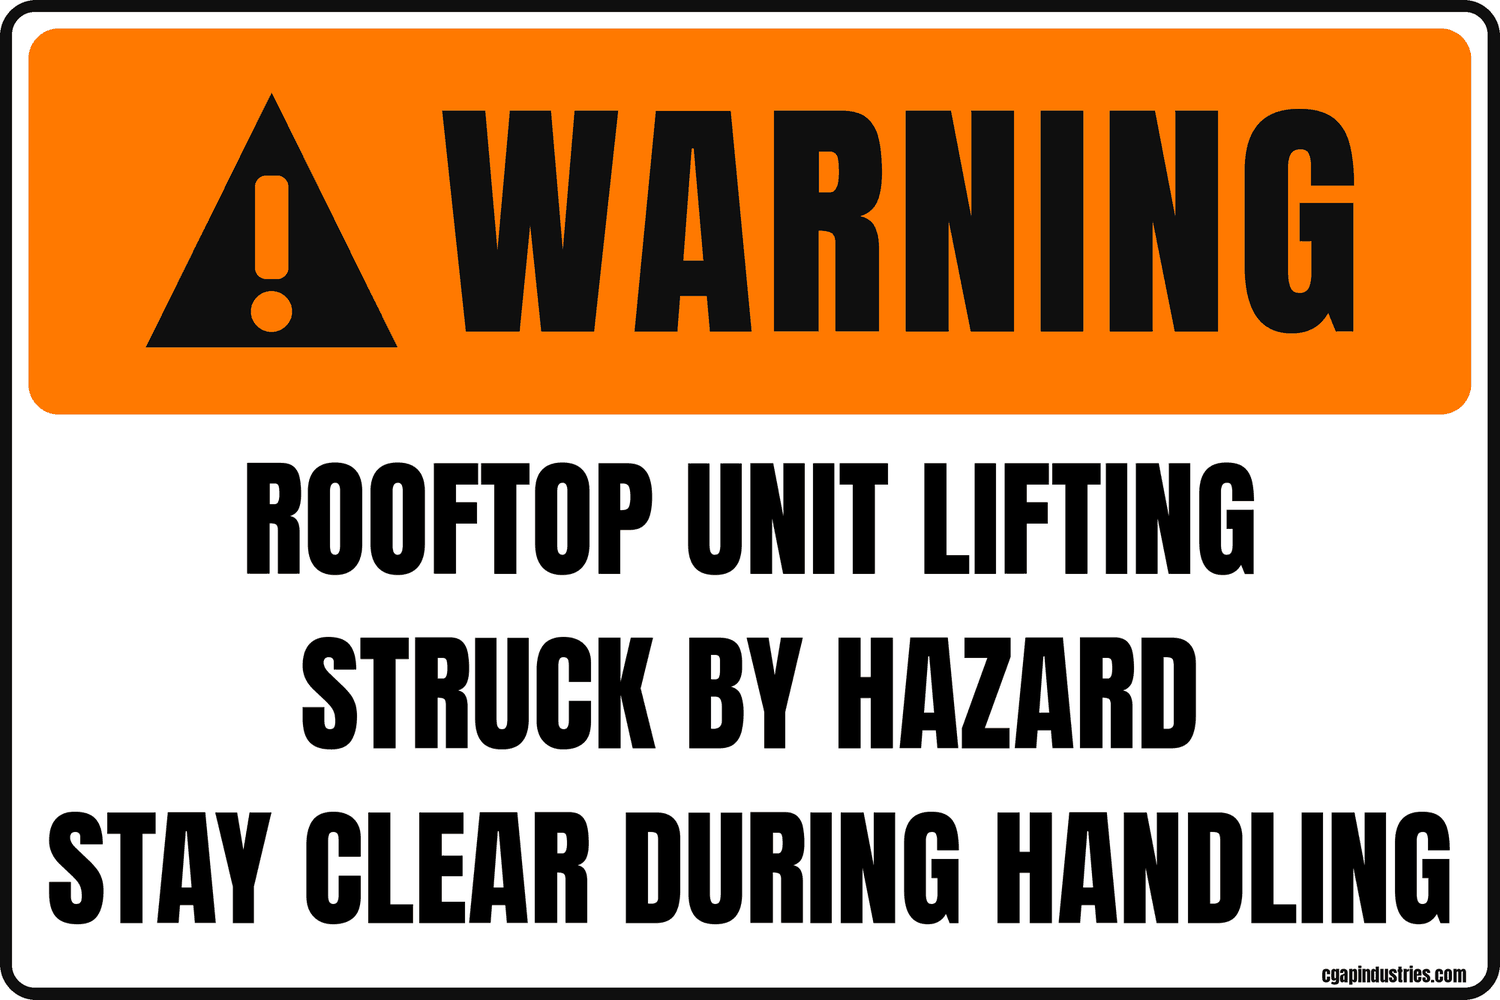 WARNING
ROOFTOP UNIT LIFTING
STRUCK BY HAZARD
STAY CLEAR DURING HANDLING
cgapindustries.com